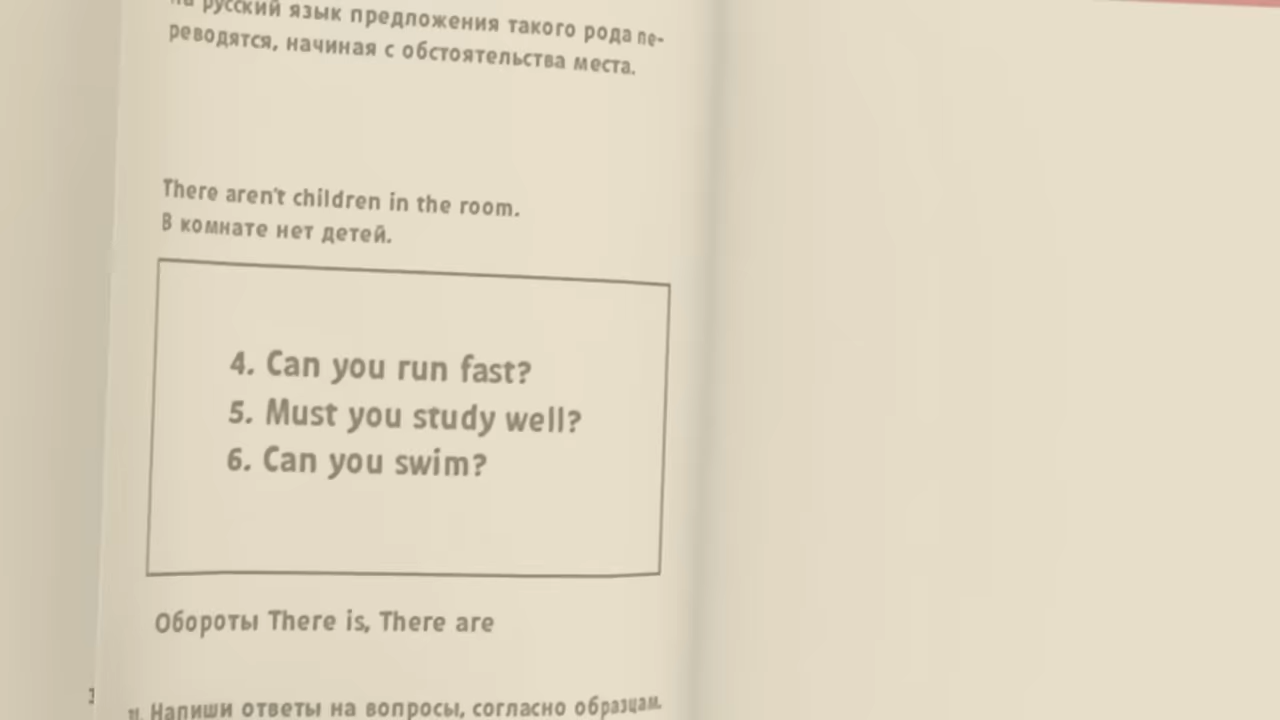 на русский язык предложения такого рода пе-
реводятся, начиная с обстоятельства места.
There aren't children in the room.
В комнате нет детей.
4. Can you run fast?
5. Must you study well?
6. Can you swim?
Обороты There is, There are
11. Напиши ответы на вопросы, согласно образцам.